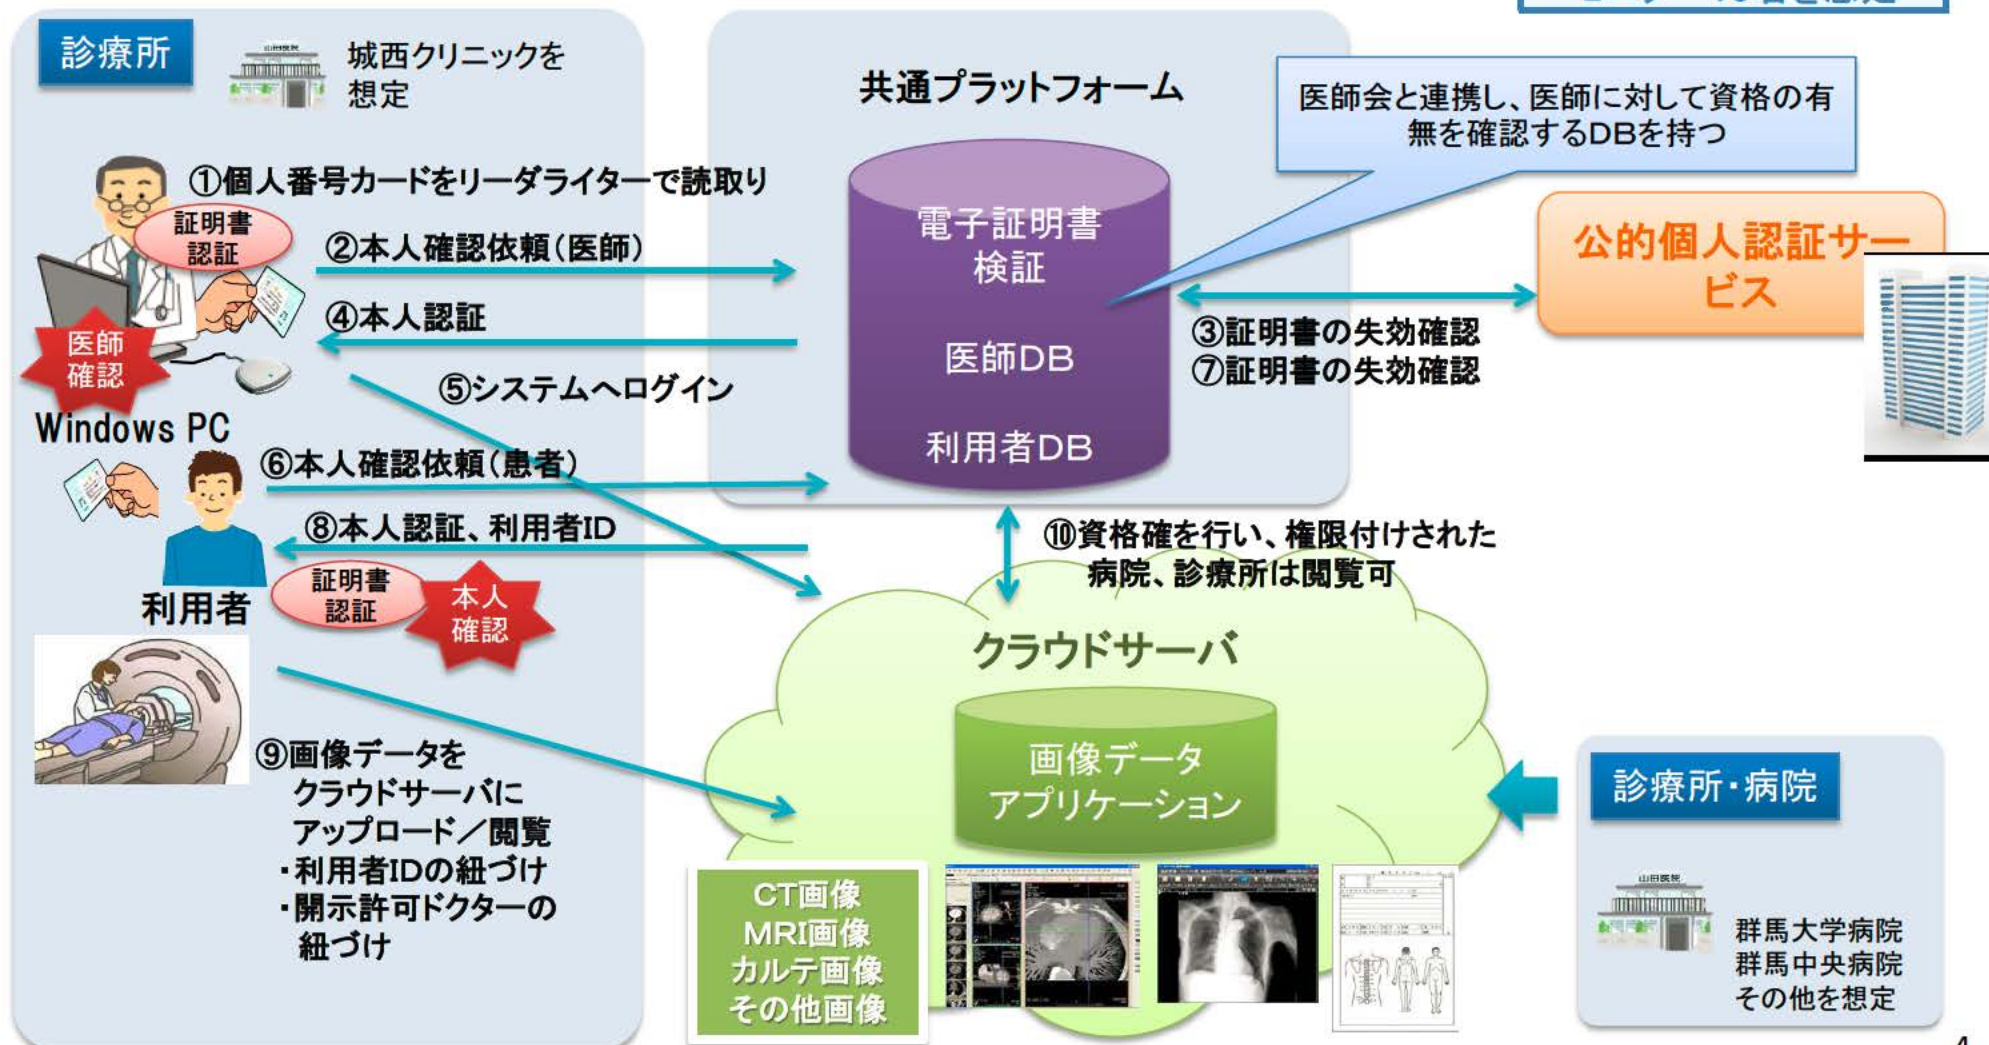 診療所
山田医院
城西クリニックを
想定
共通プラットフォーム
医師会と連携し、医師に対して資格の有
無を確認するDBを持つ
①個人番号カードをリーダライターで読取り
証明書
認証
②本人確認依頼(医師)
④本人認証
医師
確認
⑤システムへログイン
Windows PC
電子証明書
検証
医師DB
利用者DB
公的個人認証サー
ビス
③証明書の失効確認
⑦証明書の失効確認
⑥本人確認依頼(患者)
⑧本人認証、利用者ID
利用者
証明書
認証
本人
確認
⑩資格確を行い、権限付けされた
病院、診療所は閲覧可
クラウドサーバ
画像データ
アプリケーション
⑨画像データを
クラウドサーバに
アップロード/閲覧
・利用者IDの紐づけ
・開示許可ドクターの
紐づけ
CT画像
MRI画像
カルテ画像
その他画像
診療所・病院
山田医院
群馬大学病院
群馬中央病院
その他を想定